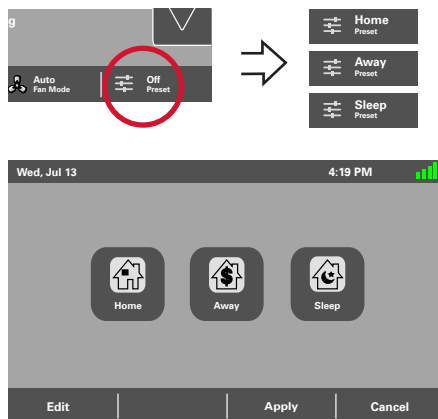 g
Auto
Fan Mode
Off
Preset
Home
Preset
Away
Preset
Sleep
Preset
Wed, Jul 13
4:19 PM
Home
$
Away
Sleep
Edit
Apply
Cancel